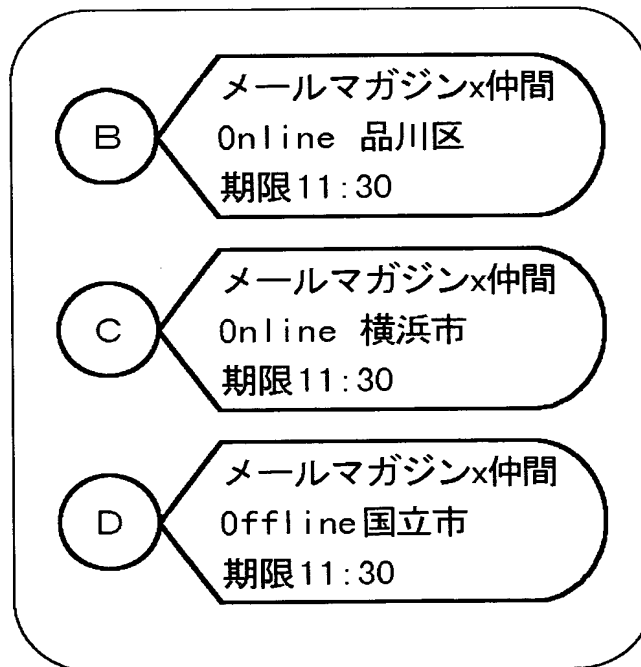 B
メールマガジンx仲間
Online 品川区
期限11:30
C
メールマガジンx仲間
Online 横浜市
期限11:30
D
メールマガジンx仲間
Offline国立市
期限11:30